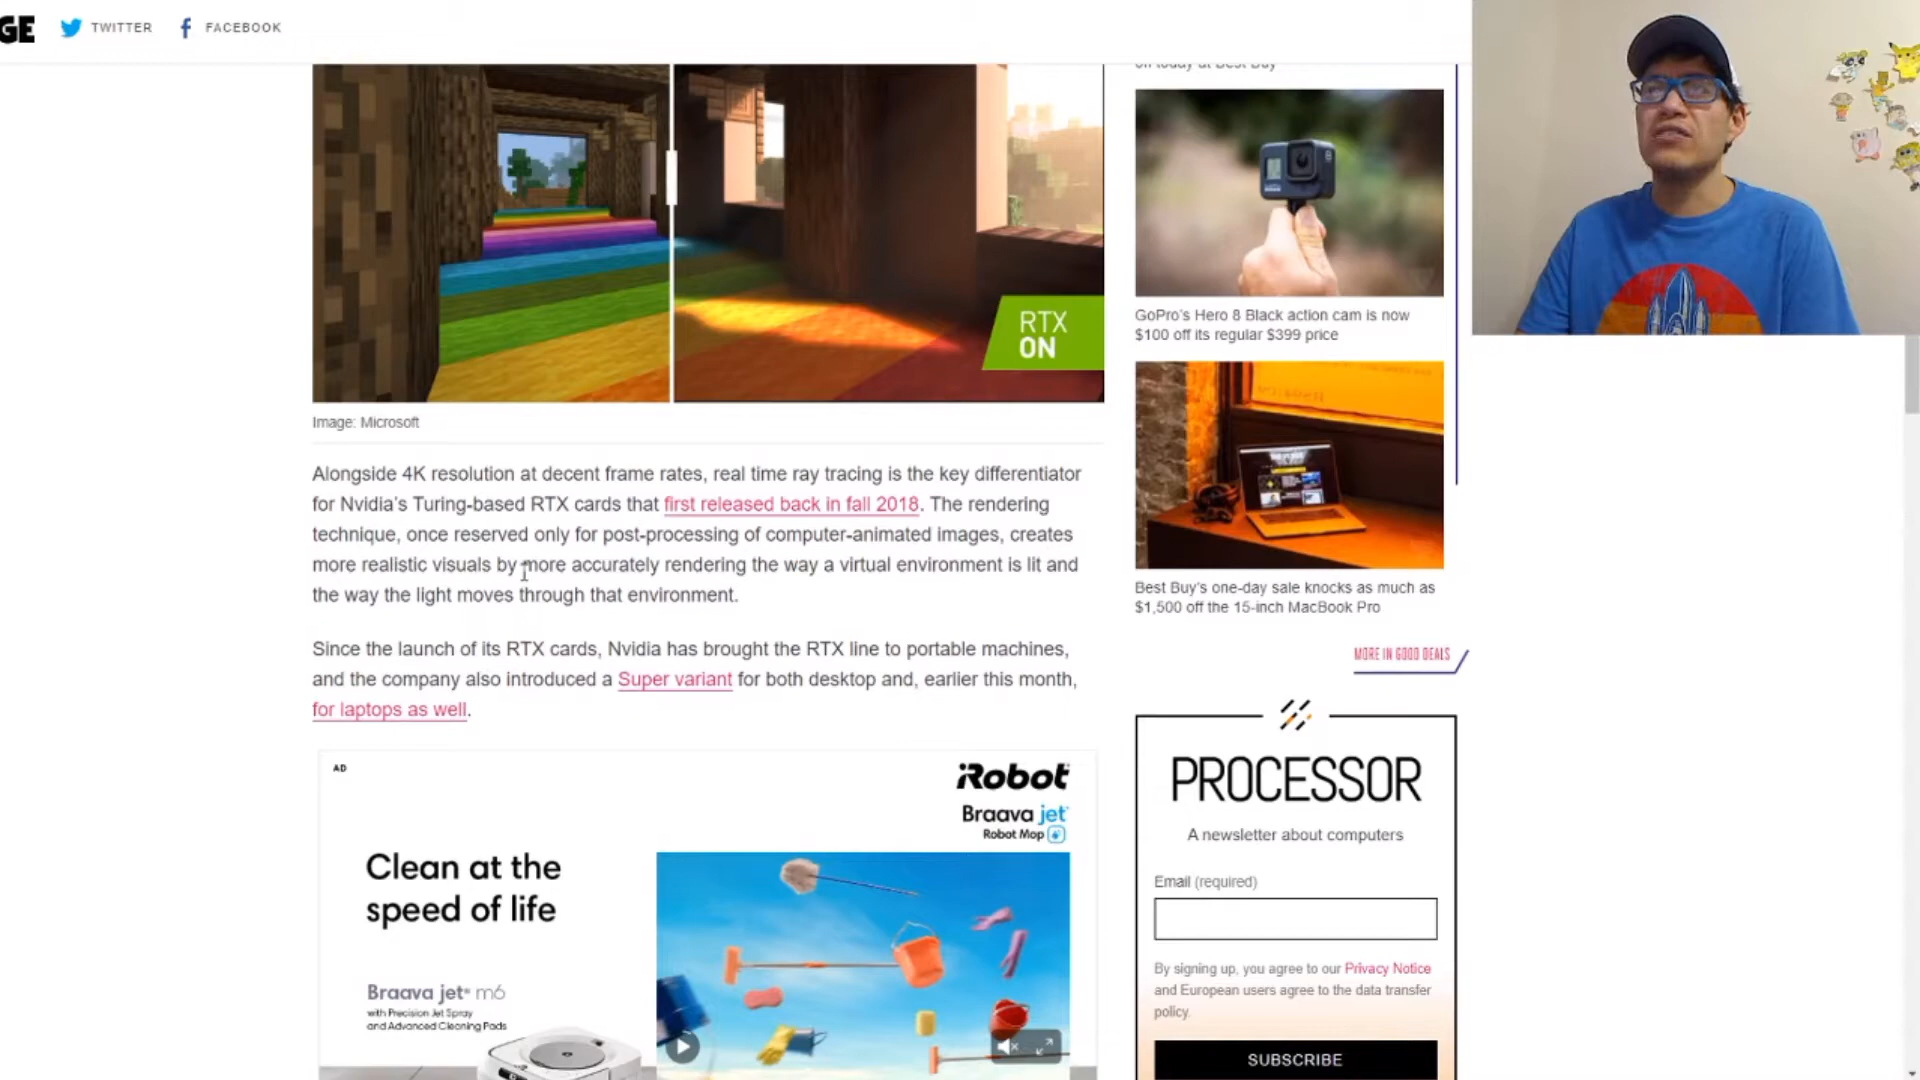 GE
TWITTER
FACEBOOK
RTX
ON
Image: Microsoft
Alongside 4K resolution at decent frame rates, real time ray tracing is the key differentiator
for Nvidia's Turing-based RTX cards that first released back in fall 2018. The rendering
technique, once reserved only for post-processing of computer-animated images, creates
more realistic visuals by more accurately rendering the way a virtual environment is lit and
the way the light moves through that environment.
Since the launch of its RTX cards, Nvidia has brought the RTX line to portable machines,
and the company also introduced a Super variant for both desktop and, earlier this month,
for laptops as well.
AD
iRobot
Braava jet
Robot Mop
Clean at the
speed of life
Braava jet® m6
with Precision Jet Spray
and Advanced Cleaning Pads
off today at Best Buy
GoPro's Hero 8 Black action cam is now
$100 off its regular $399 price
Best Buy's one-day sale knocks as much as
$1,500 off the 15-inch MacBook Pro
MORE IN GOOD DEALS
PROCESSOR
A newsletter about computers
Email (required)
By signing up, you agree to our Privacy Notice
and European users agree to the data transfer
policy.
SUBSCRIBE